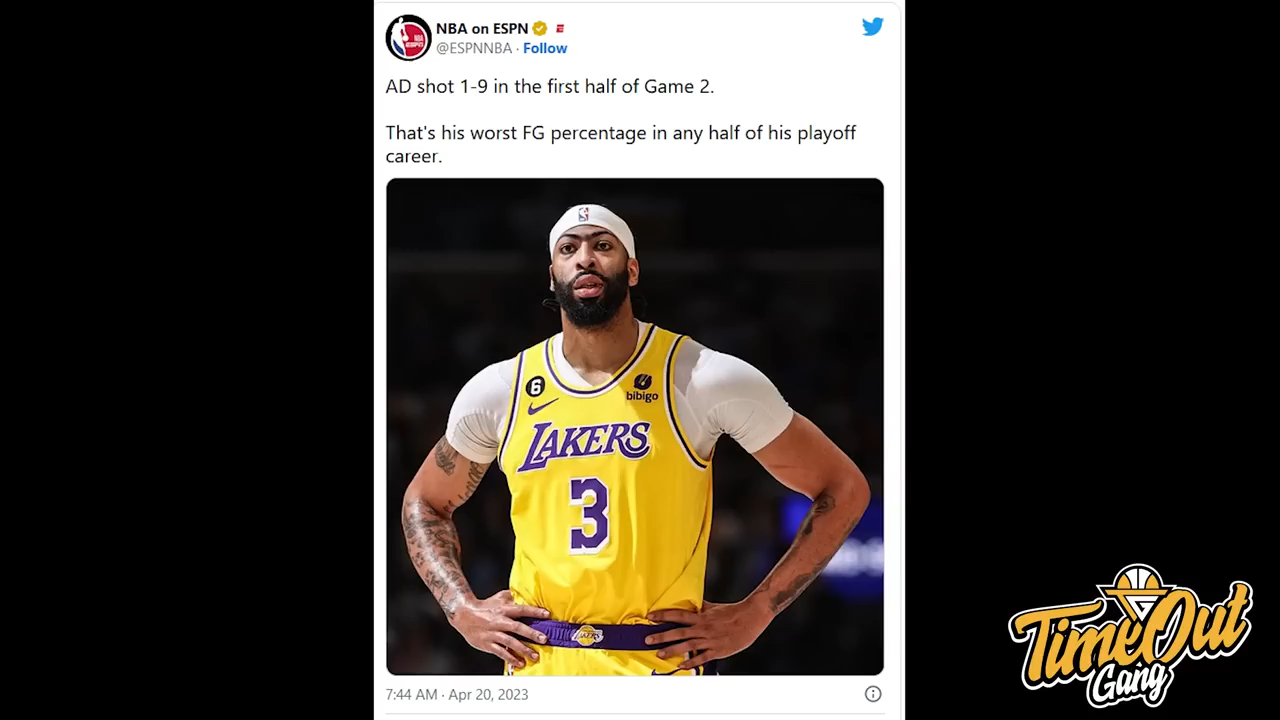 NBA on ESPN
@ESPNNBA · Follow
AD shot 1-9 in the first half of Game 2.
That's his worst FG percentage in any half of his playoff
career.
6
bibigo
LAKERS
3
LAKERS
7:44 AM · Apr 20, 2023
TimeOut
Gang